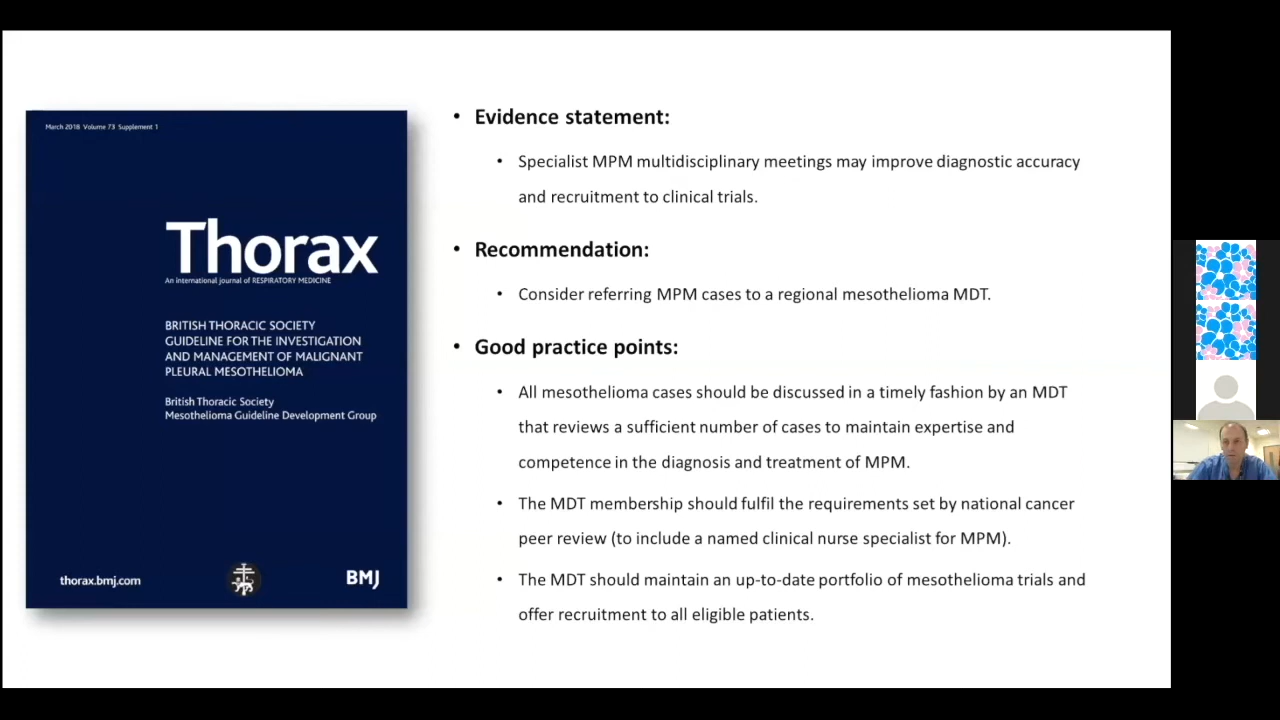 March 2018 Volume 73 Supplement 1
Thorax
An international journal of RESPIRATORY MEDICINE
BRITISH THORACIC SOCIETY
GUIDELINE FOR THE INVESTIGATION
AND MANAGEMENT OF MALIGNANT
PLEURAL MESOTHELIOMA
British Thoracic Society
Mesothelioma Guideline Development Group
thorax.bmj.com
BMJ
• Evidence statement:
• Specialist MPM multidisciplinary meetings may improve diagnostic accuracy
and recruitment to clinical trials.
• Recommendation:
• Consider referring MPM cases to a regional mesothelioma MDT.
• Good practice points:
• All mesothelioma cases should be discussed in a timely fashion by an MDT
that reviews a sufficient number of cases to maintain expertise and
competence in the diagnosis and treatment of MPM.
• The MDT membership should fulfil the requirements set by national cancer
peer review (to include a named clinical nurse specialist for MPM).
• The MDT should maintain an up-to-date portfolio of mesothelioma trials and
offer recruitment to all eligible patients.